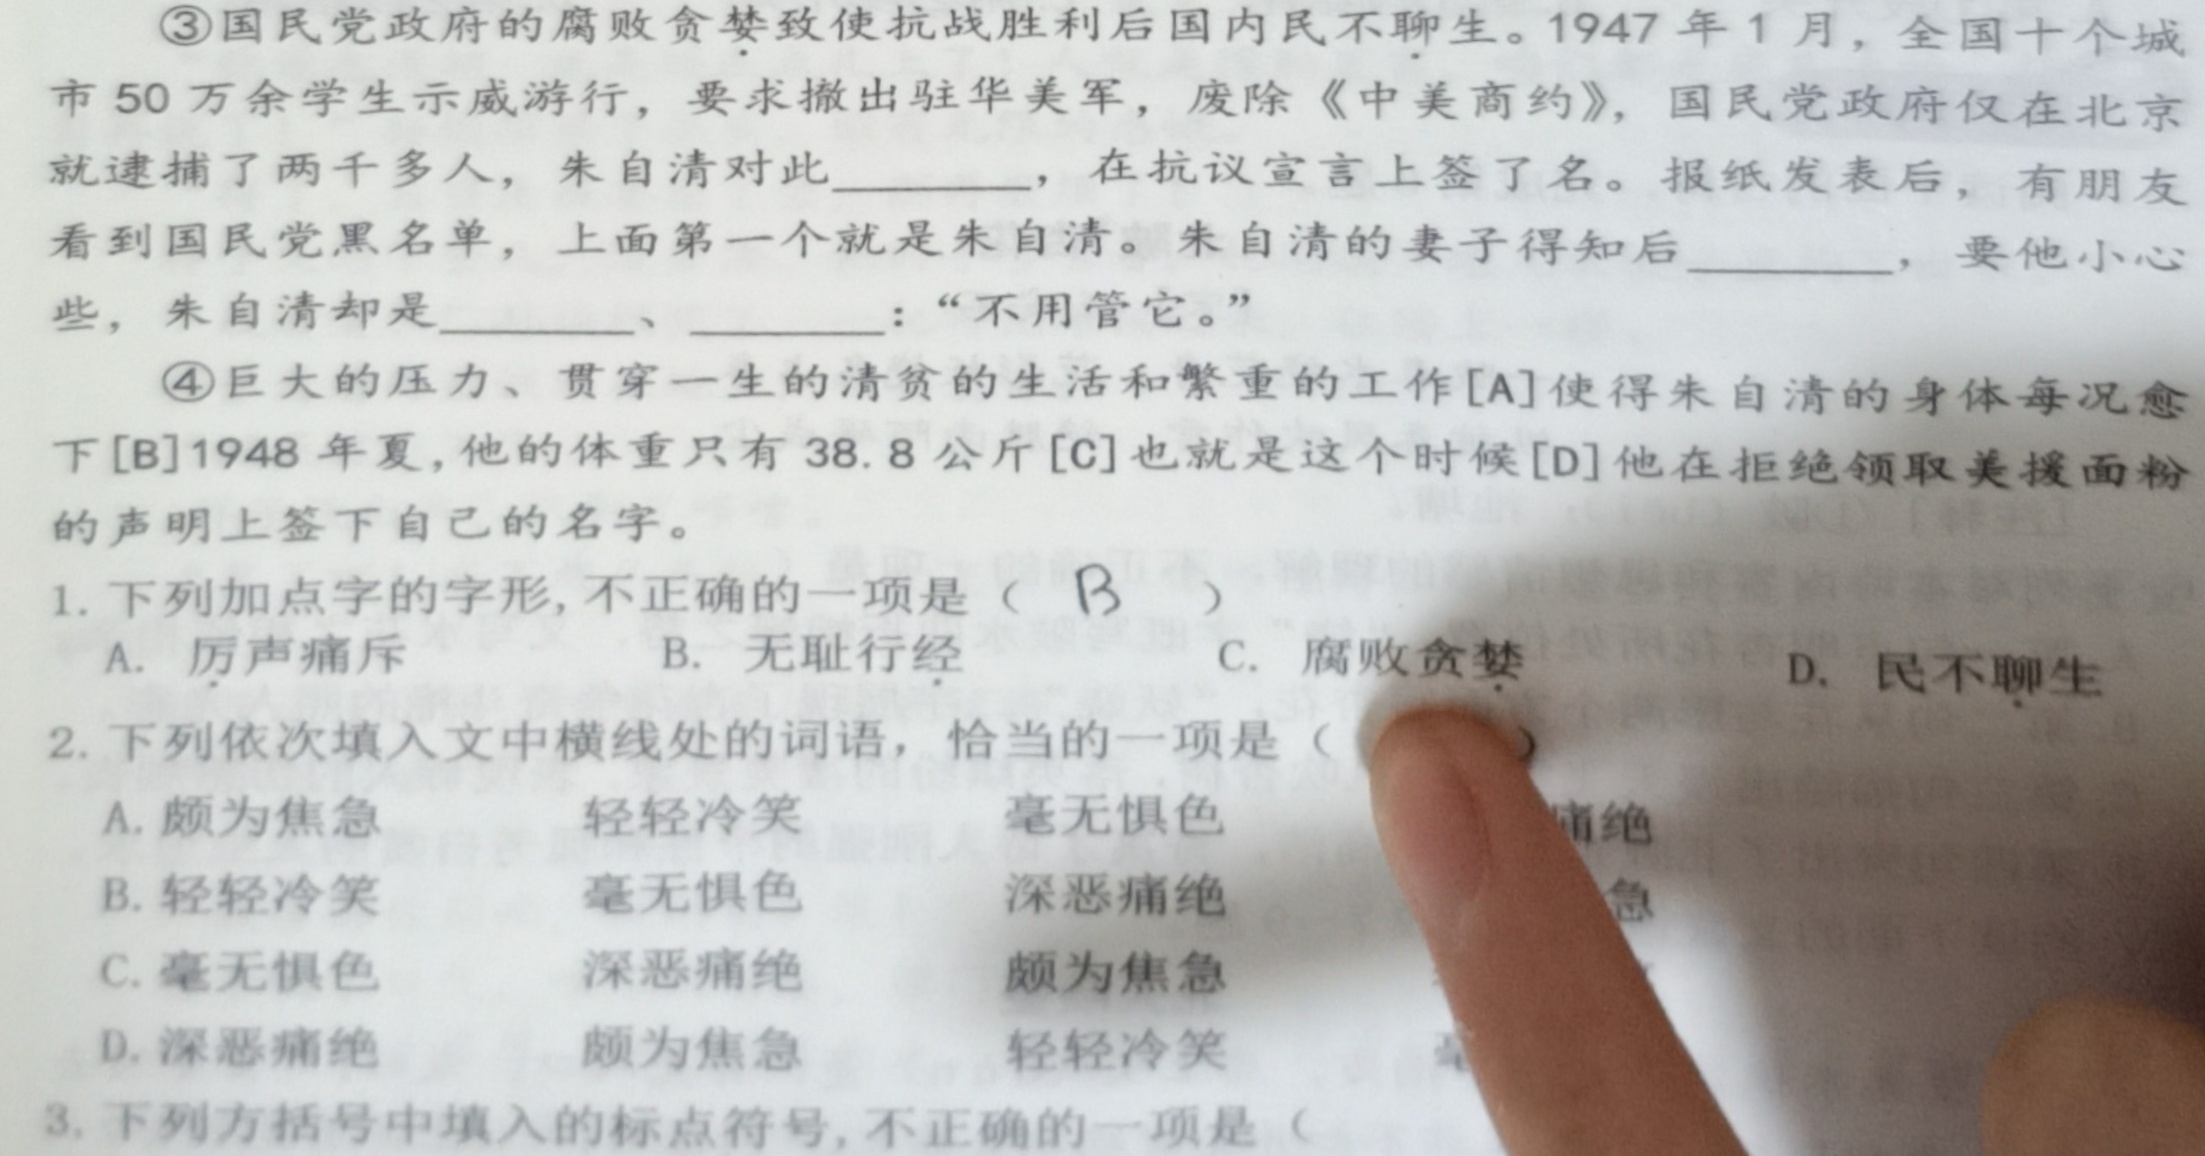 ③国民党政府的腐败贪婪致使抗战胜利后国内民不聊生。1947年1月，全国十个城
市50万余学生示威游行，要求撤出驻华美军，废除《中美商约》，国民党政府仅在北京
就逮捕了两千多人，朱自清对此________，在抗议宣言上签了名。报纸发表后，有朋友
看到国民党黑名单，上面第一个就是朱自清。朱自清的妻子得知后________，要他小心
些，朱自清却是________、________：“不用管它。”
④巨大的压力、贯穿一生的清贫的生活和繁重的工作[A]使得朱自清的身体每况愈
下[B]1948年夏，他的体重只有38.8公斤[C]也就是这个时候[D]他在拒绝领取美援面粉
的声明上签下自己的名字。
1. 下列加点字的字形，不正确的一项是（ B ）
A. 厉声痛斥 B. 无耻行经 C. 腐败贪婪 D. 民不聊生
2. 下列依次填入文中横线处的词语，恰当的一项是（ ）
A. 颇为焦急 轻轻冷笑 毫无惧色 痛绝
B. 轻轻冷笑 毫无惧色 深恶痛绝 急
C. 毫无惧色 深恶痛绝 颇为焦急
D. 深恶痛绝 颇为焦急 轻轻冷笑 毫
3. 下列方括号中填入的标点符号，不正确的一项是（